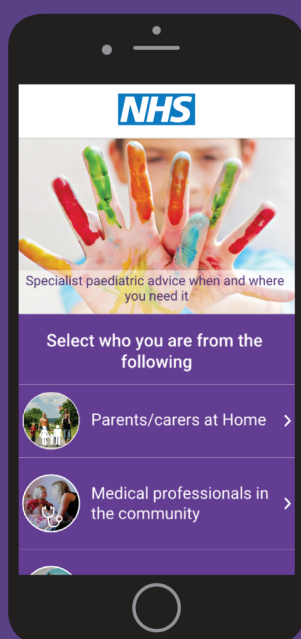 NHS
Specialist paediatric advice when and where
you need it
Select who you are from the
following
Parents/carers at Home
Medical professionals in
the community